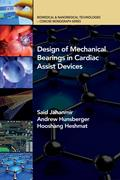 BIOMEDICAL & NANOMEDICAL TECHNOLOGIES
– CONCISE MONOGRAPH SERIES
Design of Mechanical
Bearings in Cardiac
Assist Devices
Said Jahanmir
Andrew Hunsberger
Hooshang Heshmat